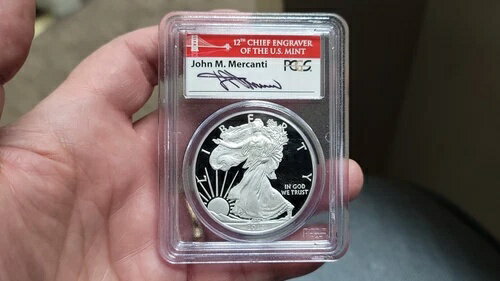 12TH CHIEF ENGRAVER
OF THE U.S. MINT
John M. Mercanti
PCGS
LIBERTY
IN GOD
WE TRUST